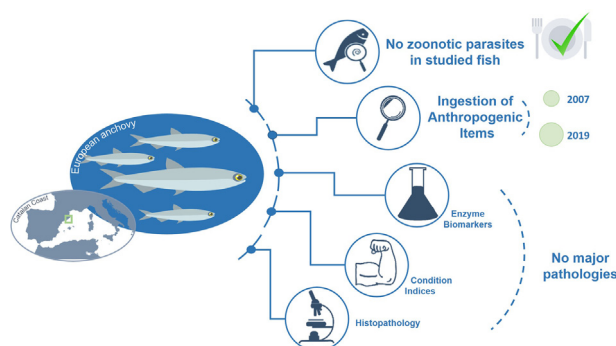 No zoonotic parasites
in studied fish
Ingestion of
Anthropogenic
Items
2007
2019
European anchovy
Catalan Coast
Enzyme
Biomarkers
Condition
Indices
Histopathology
No major
pathologies